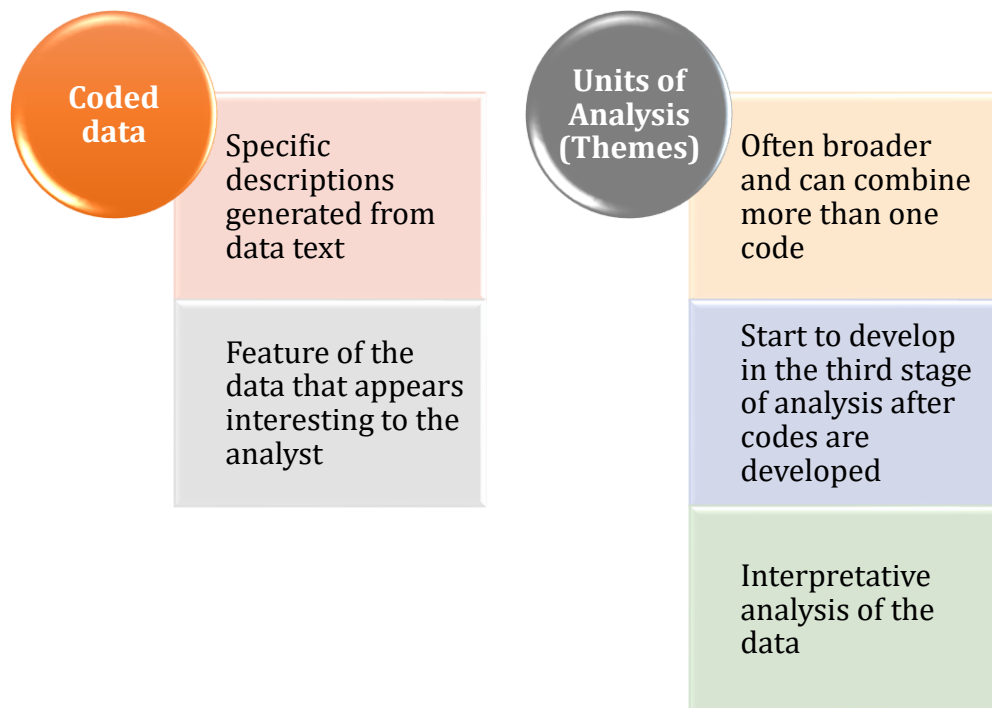 Coded
data
Specific
descriptions
generated from
data text
Feature of the
data that appears
interesting to the
analyst
Units of
Analysis
(Themes)
Often broader
and can combine
more than one
code
Start to develop
in the third stage
of analysis after
codes are
developed
Interpretative
analysis of the
data